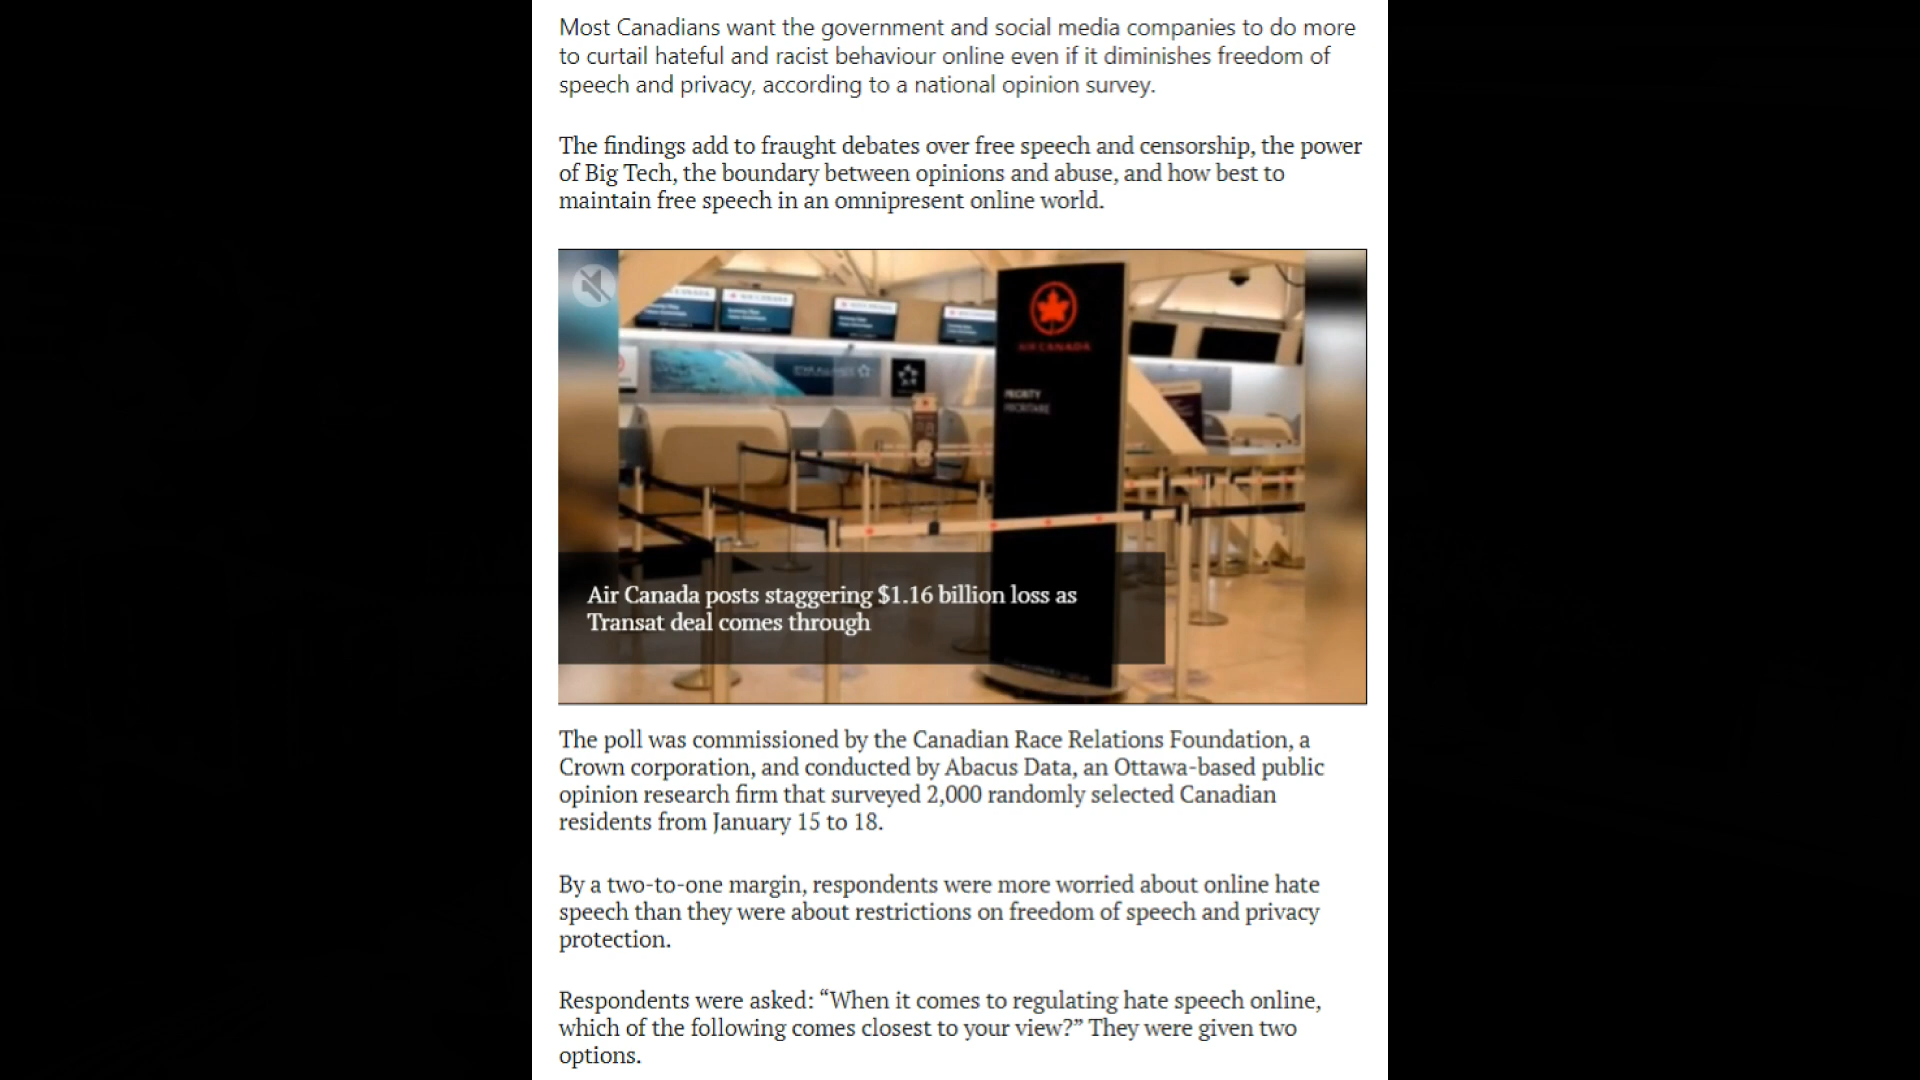 Most Canadians want the government and social media companies to do more
to curtail hateful and racist behaviour online even if it diminishes freedom of
speech and privacy, according to a national opinion survey.
The findings add to fraught debates over free speech and censorship, the power
of Big Tech, the boundary between opinions and abuse, and how best to
maintain free speech in an omnipresent online world.
AIR CANADA
PRIORITY
PRIORITAIRE
Air Canada posts staggering $1.16 billion loss as
Transat deal comes through
The poll was commissioned by the Canadian Race Relations Foundation, a
Crown corporation, and conducted by Abacus Data, an Ottawa-based public
opinion research firm that surveyed 2,000 randomly selected Canadian
residents from January 15 to 18.
By a two-to-one margin, respondents were more worried about online hate
speech than they were about restrictions on freedom of speech and privacy
protection.
Respondents were asked: “When it comes to regulating hate speech online,
which of the following comes closest to your view?” They were given two
options.